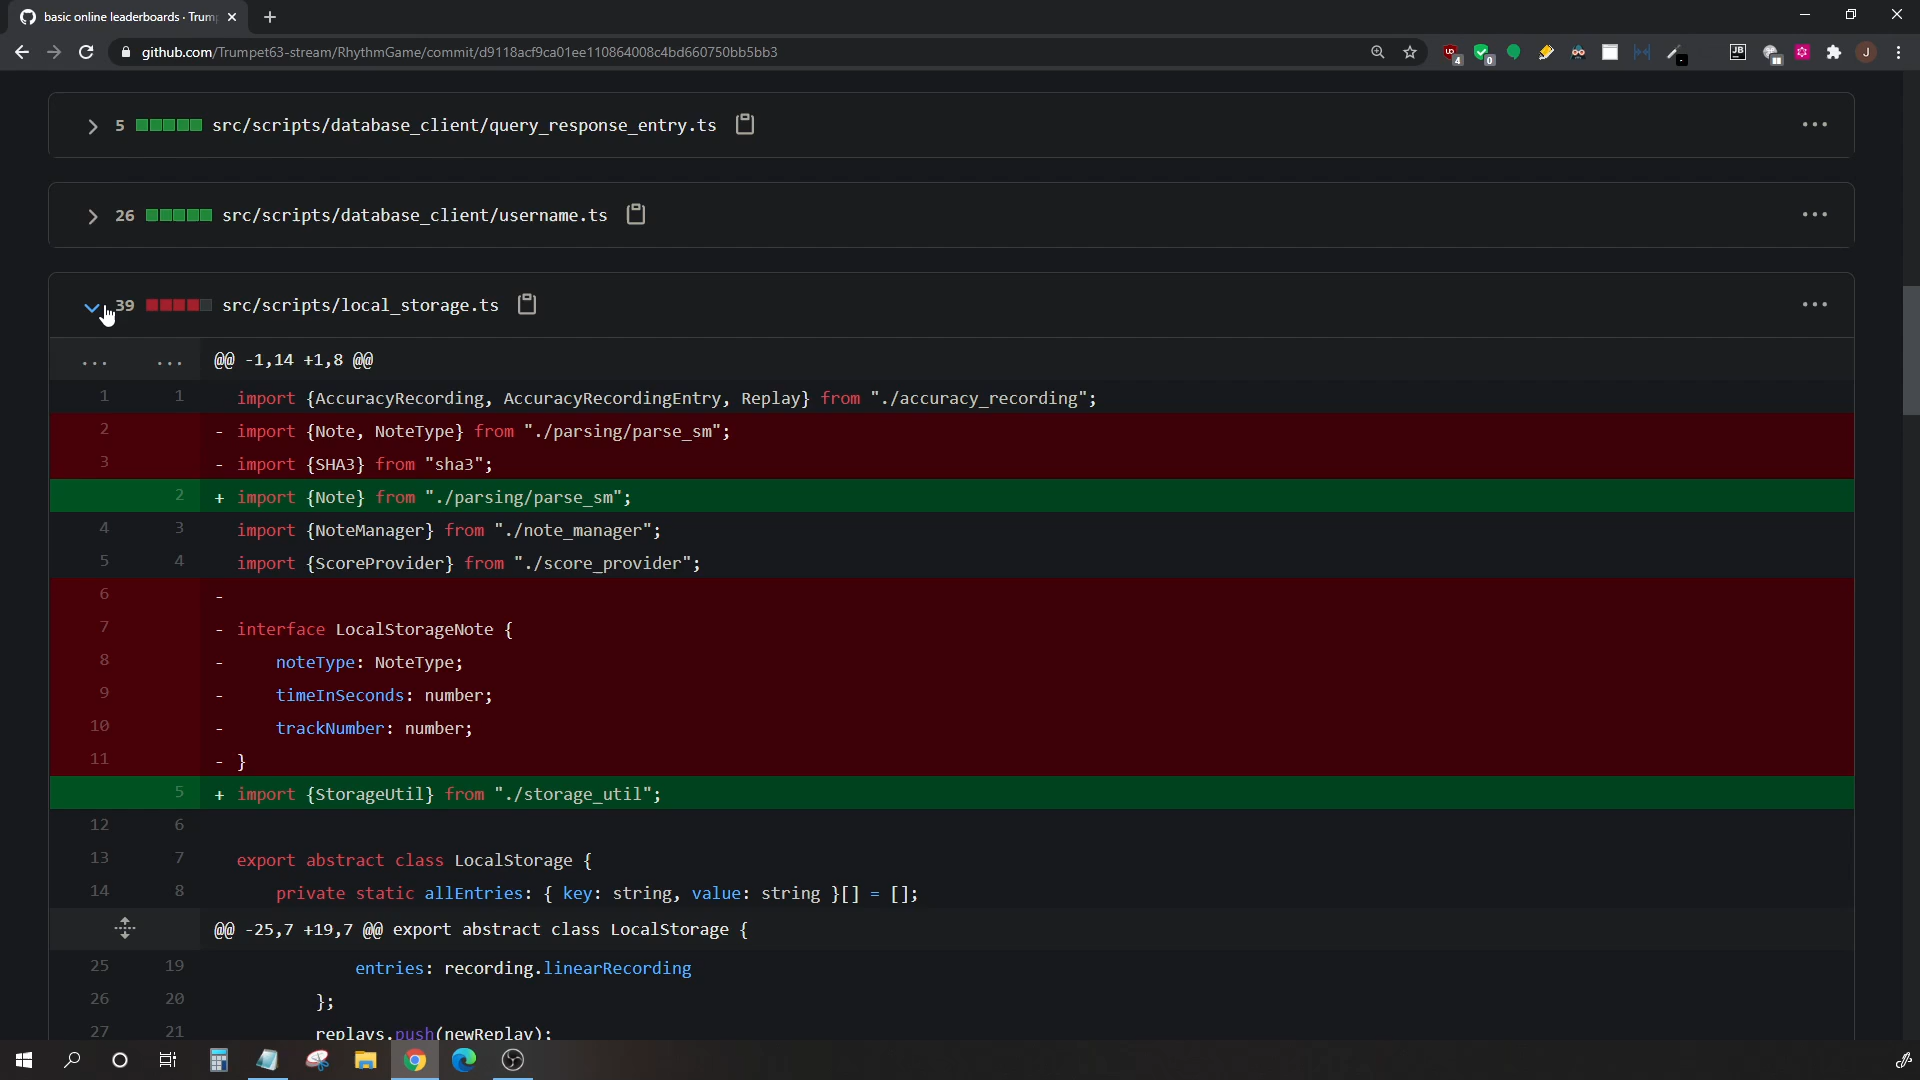 basic online leaderboards · Trump
github.com/Trumpet63-stream/RhythmGame/commit/d9118acf9ca01ee110864008c4bd660750bb5bb3
4
0
JB
J
5 src/scripts/database_client/query_response_entry.ts
26 src/scripts/database_client/username.ts
39 src/scripts/local_storage.ts
... ... @@ -1,14 +1,8 @@
1 1 import {AccuracyRecording, AccuracyRecordingEntry, Replay} from "./accuracy_recording";
2 - import {Note, NoteType} from "./parsing/parse_sm";
3 - import {SHA3} from "sha3";
2 + import {Note} from "./parsing/parse_sm";
4 3 import {NoteManager} from "./note_manager";
5 4 import {ScoreProvider} from "./score_provider";
6 -
7 - interface LocalStorageNote {
8 - noteType: NoteType;
9 - timeInSeconds: number;
10 - trackNumber: number;
11 - }
5 + import {StorageUtil} from "./storage_util";
12 6
13 7 export abstract class LocalStorage {
14 8 private static allEntries: { key: string, value: string }[] = [];
@@ -25,7 +19,7 @@ export abstract class LocalStorage {
25 19 entries: recording.linearRecording
26 20 };
27 21 replays.push(newReplay);